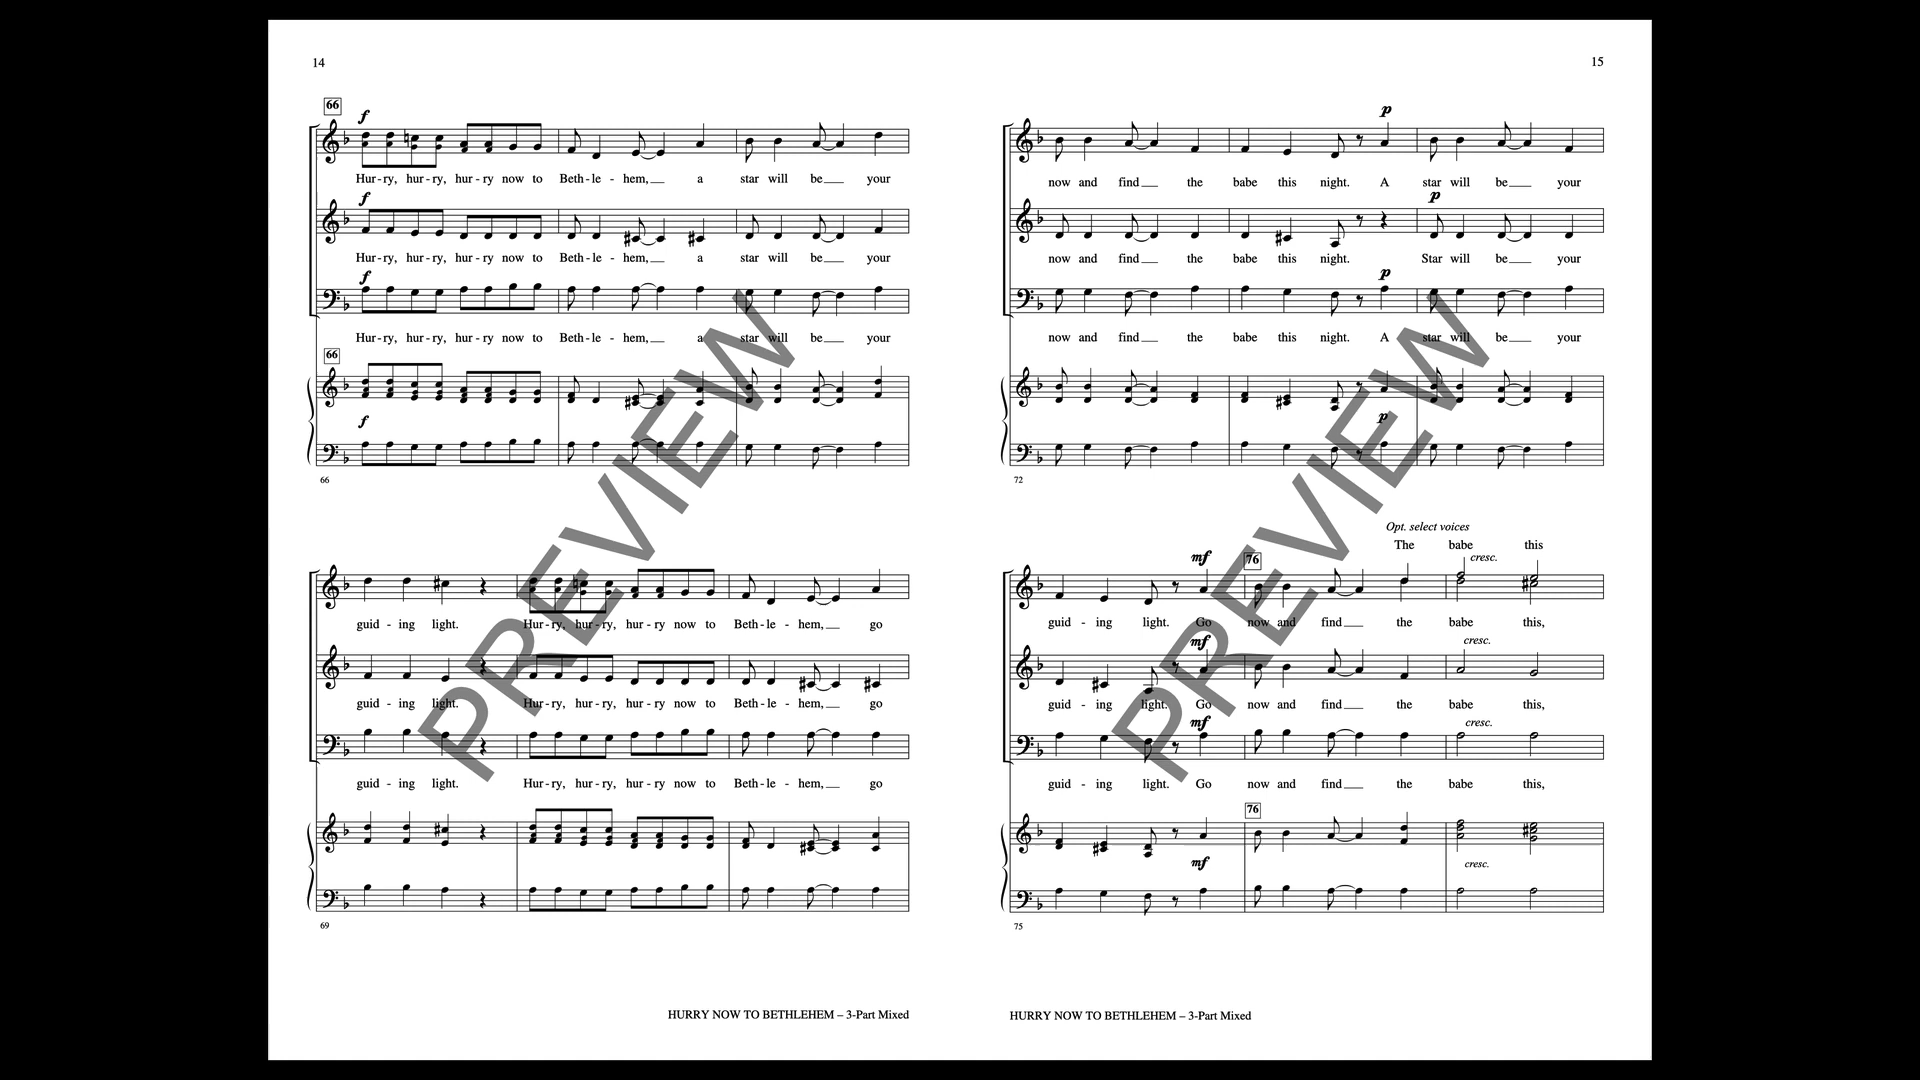 14
66
f
Hur - ry, hur - ry, hur - ry now to Beth - le - hem, a star will be your
f
Hur - ry, hur - ry, hur - ry now to Beth - le - hem, a star will be your
f
Hur - ry, hur - ry, hur - ry now to Beth - le - hem, a star will be your
66
f
66
guid - ing light. Hur - ry, hur - ry, hur - ry now to Beth - le - hem, go
guid - ing light. Hur - ry, hur - ry, hur - ry now to Beth - le - hem, go
guid - ing light. Hur - ry, hur - ry, hur - ry now to Beth - le - hem, go
69
PREVIEW
HURRY NOW TO BETHLEHEM – 3-Part Mixed
15
p
now and find the babe this night. A star will be your
p
now and find the babe this night. Star will be your
p
now and find the babe this night. A star will be your
p
72
Opt. select voices
The babe this
mf 76 cresc.
guid - ing light. Go now and find the babe this,
mf cresc.
guid - ing light. Go now and find the babe this,
mf cresc.
guid - ing light. Go now and find the babe this,
76
mf cresc.
75
PREVIEW
HURRY NOW TO BETHLEHEM – 3-Part Mixed